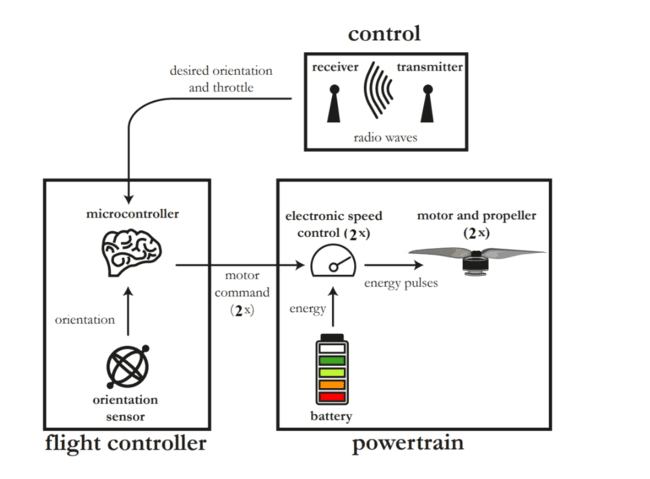 control
receiver
transmitter
radio waves
desired orientation
and throttle
microcontroller
orientation
orientation
sensor
flight controller
motor
command
(2x)
electronic speed
control (2x)
motor and propeller
(2x)
energy pulses
energy
battery
powertrain